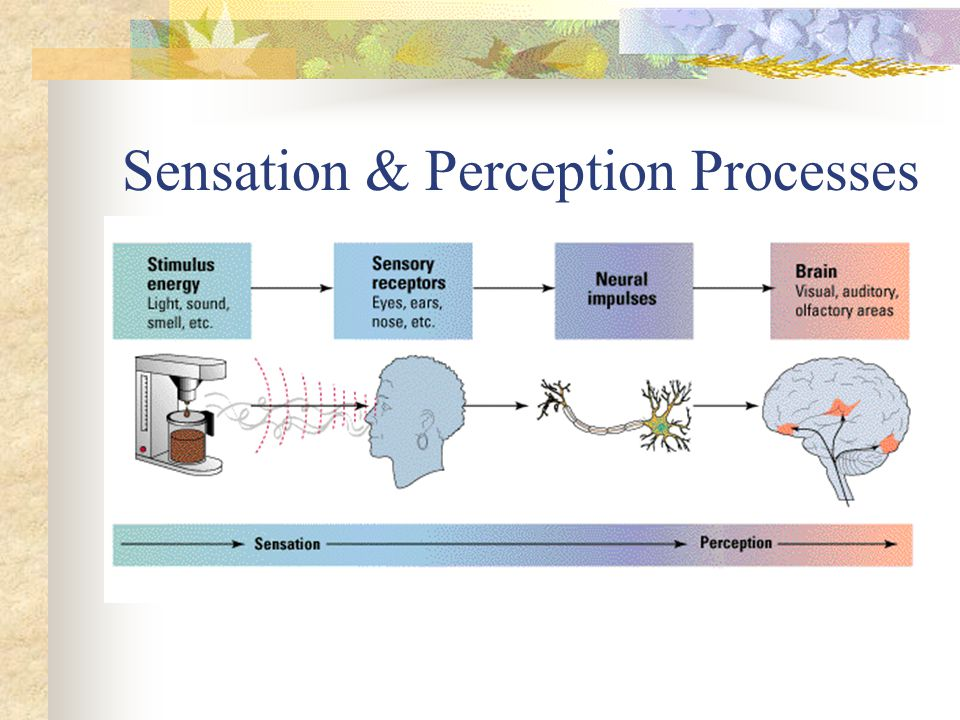 Sensation & Perception Processes
Stimulus
energy
Light, sound,
smell, etc.
Sensory
receptors
Eyes, ears,
nose, etc.
Neural
impulses
Brain
Visual, auditory,
olfactory areas
Sensation
Perception